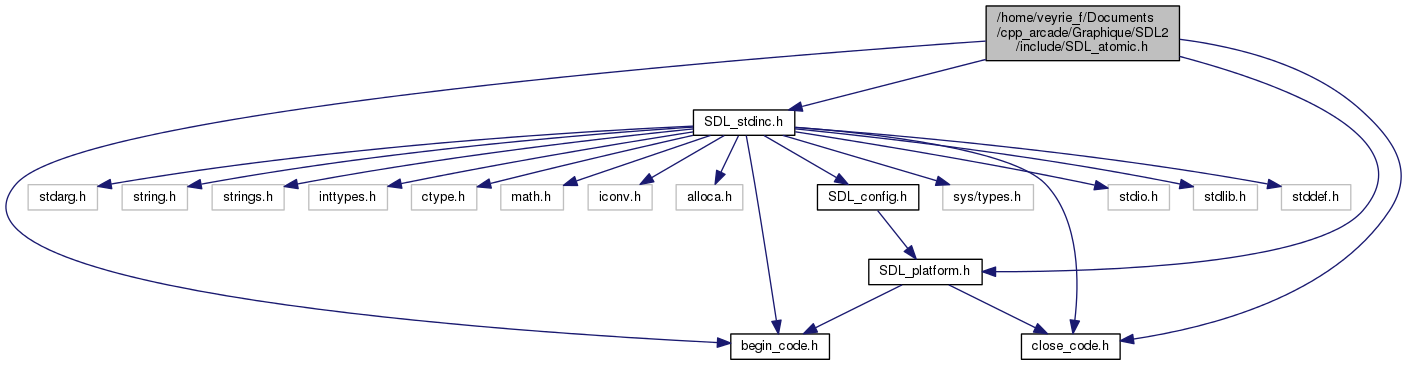 /home/veyrie_f/Documents
/cpp_arcade/Graphique/SDL2
/include/SDL_atomic.h
SDL_stdinc.h
stdarg.h
string.h
strings.h
inttypes.h
ctype.h
math.h
iconv.h
alloca.h
SDL_config.h
sys/types.h
stdio.h
stdlib.h
stddef.h
SDL_platform.h
begin_code.h
close_code.h